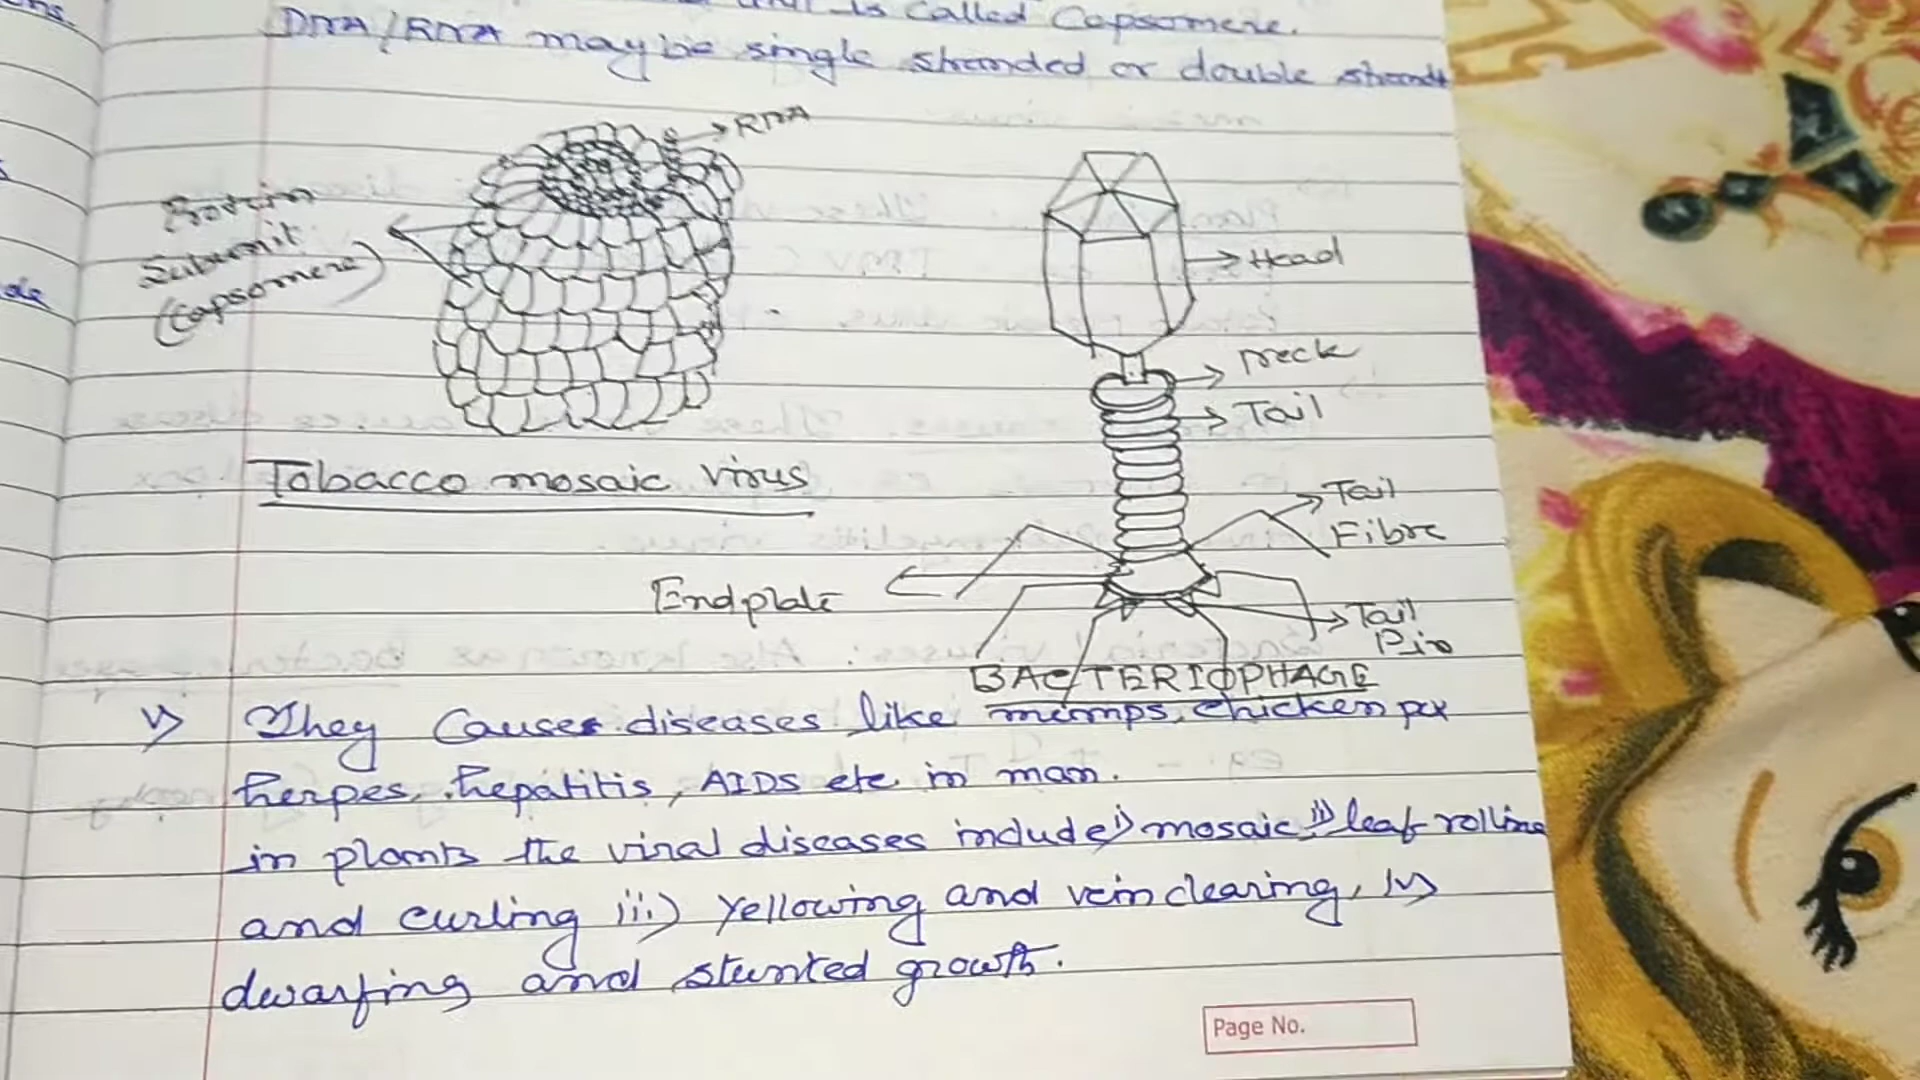 is called Capsomere.
DNA/RNA may be single stranded or double strand
RNA
Protein
Subunit
(Capsomere)
Head
Neck
Tail
Tobacco mosaic virus
Tail
Fibre
Endplate
Tail
Pin
BACTERIOPHAGE
v) They Causes diseases like mumps, chicken pox
herpes, hepatitis, AIDS etc in man.
in plants the viral diseases include i) mosaic ii) leaf rolling
and curling iii) yellowing and vein clearing, iv)
dwarfing and stunted growth.
Page No.